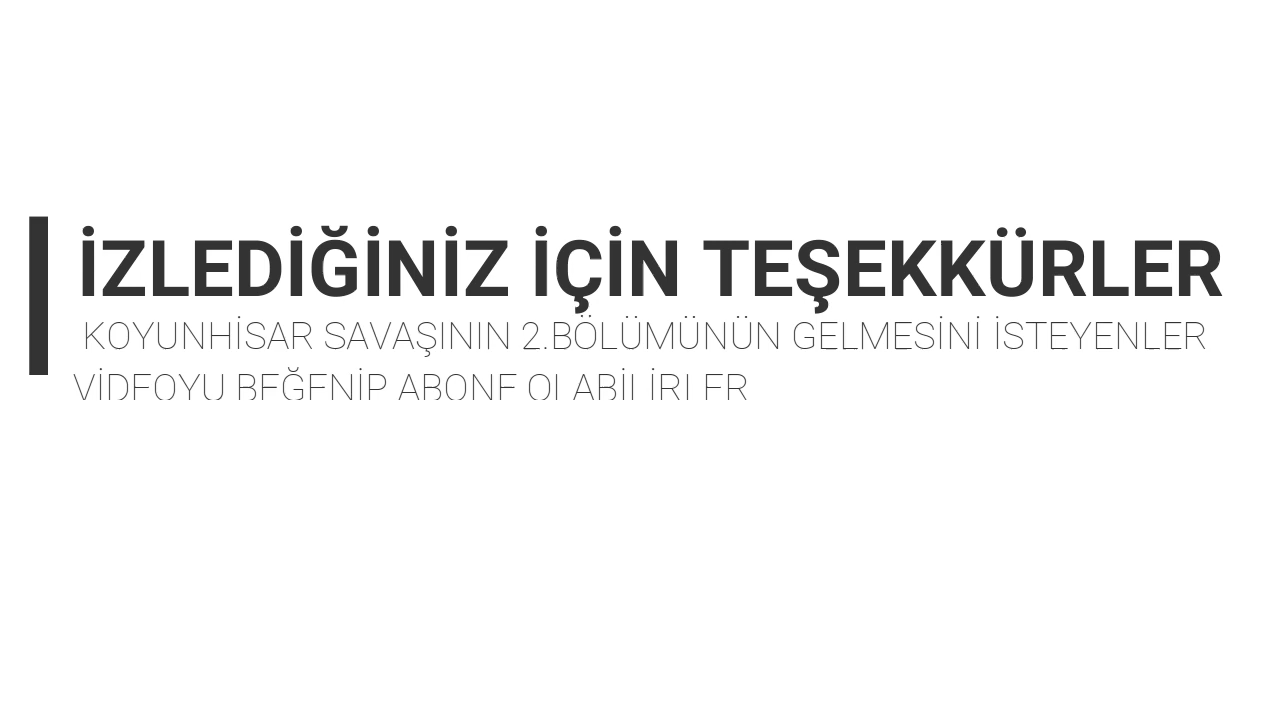 İZLEDİĞİNİZ İÇİN TEŞEKKÜRLER
KOYUNHİSAR SAVAŞININ 2.BÖLÜMÜNÜN GELMESİNİ İSTEYENLER
VİDEOYU BEĞENİP ABONE OLABİLİRLER